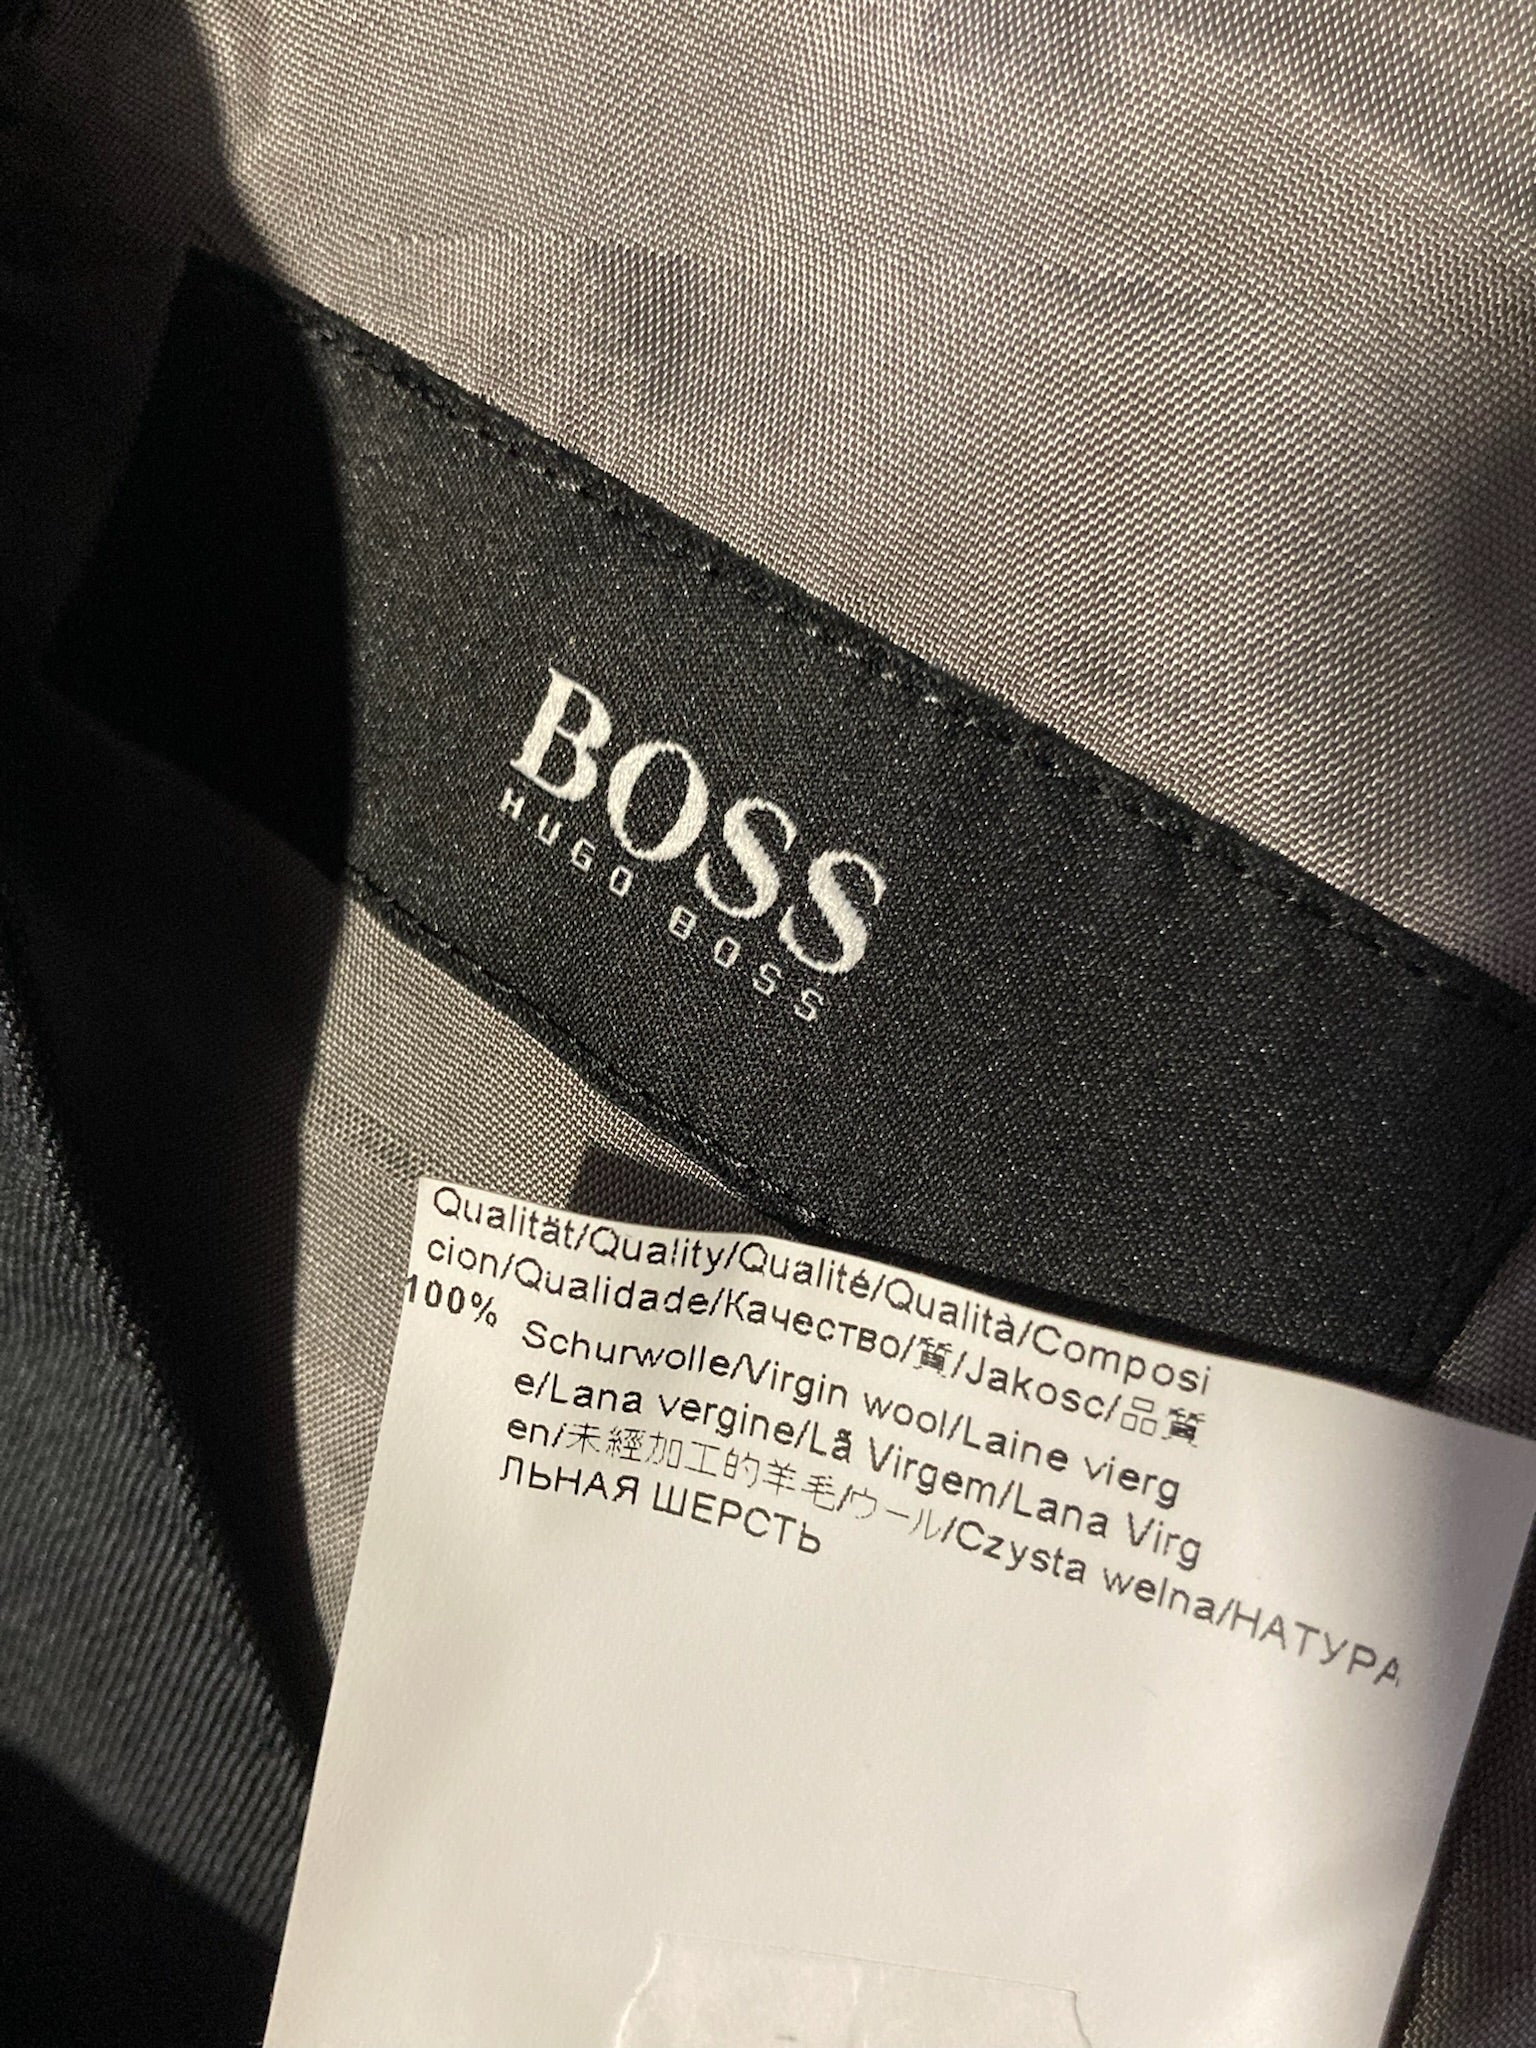 BOSS
HUGO BOSS
Qualität/Quality/Qualité/Qualità/Composi
cion/Qualidade/Качество/質/Jakosc/品質
100% Schurwolle/Virgin wool/Laine vierg
e/Lana vergine/Lã Virgem/Lana Virg
en/未經加工的羊毛/ウール/Czysta welna/НАТУРА
ЛЬНАЯ ШЕРСТЬ